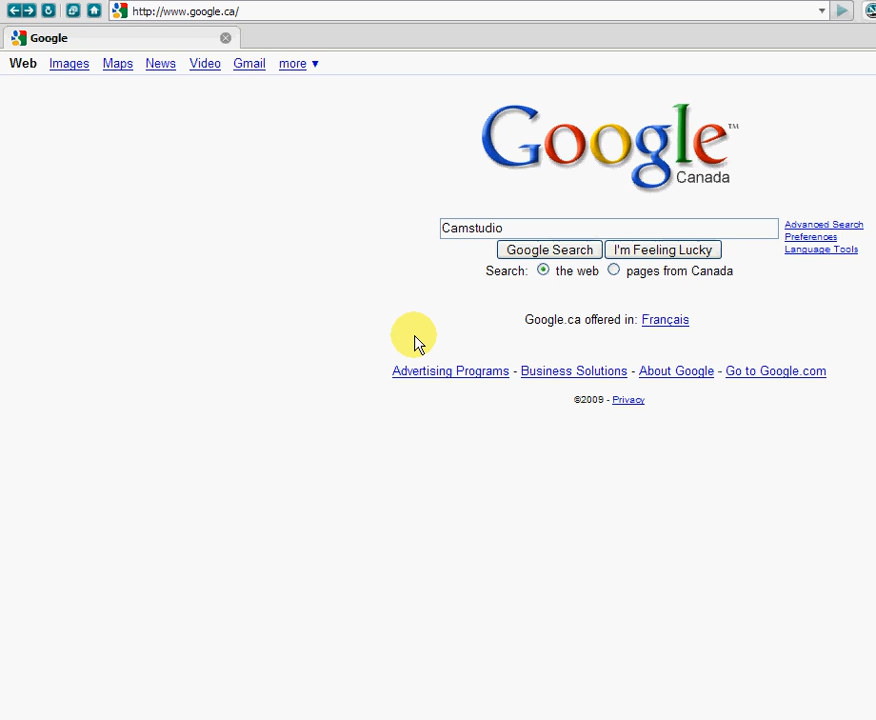 http://www.google.ca/
Google
Web Images Maps News Video Gmail more ▼
Google™
Canada
Camstudio
Advanced Search
Preferences
Language Tools
Google Search I'm Feeling Lucky
Search: the web pages from Canada
Google.ca offered in: Français
Advertising Programs - Business Solutions - About Google - Go to Google.com
©2009 - Privacy